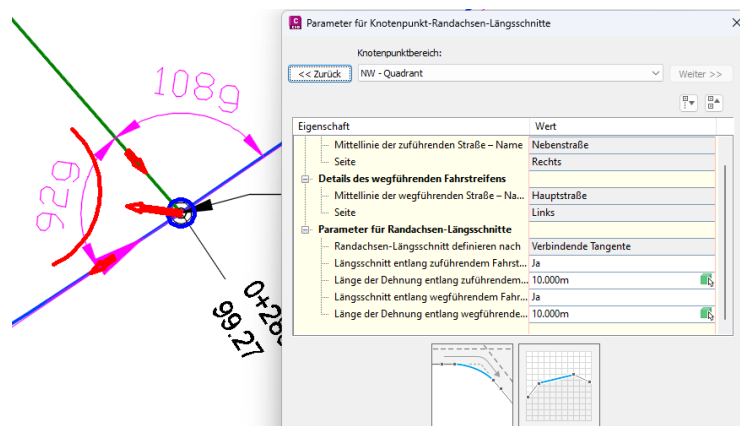 108g
92g
0+28
99.27
C
Parameter für Knotenpunkt-Randachsen-Längsschnitte
Knotenpunktbereich:
<< Zurück
NW - Quadrant
Weiter >>
Eigenschaft Wert
Mittellinie der zuführenden Straße – Name Nebenstraße
Seite Rechts
Details des wegführenden Fahrstreifens
Mittellinie der wegführenden Straße – Na... Hauptstraße
Seite Links
Parameter für Randachsen-Längsschnitte
Randachsen-Längsschnitt definieren nach Verbindende Tangente
Längsschnitt entlang zuführendem Fahrst... Ja
Länge der Dehnung entlang zuführendem... 10.000m
Längsschnitt entlang wegführendem Fahr... Ja
Länge der Dehnung entlang wegführende... 10.000m